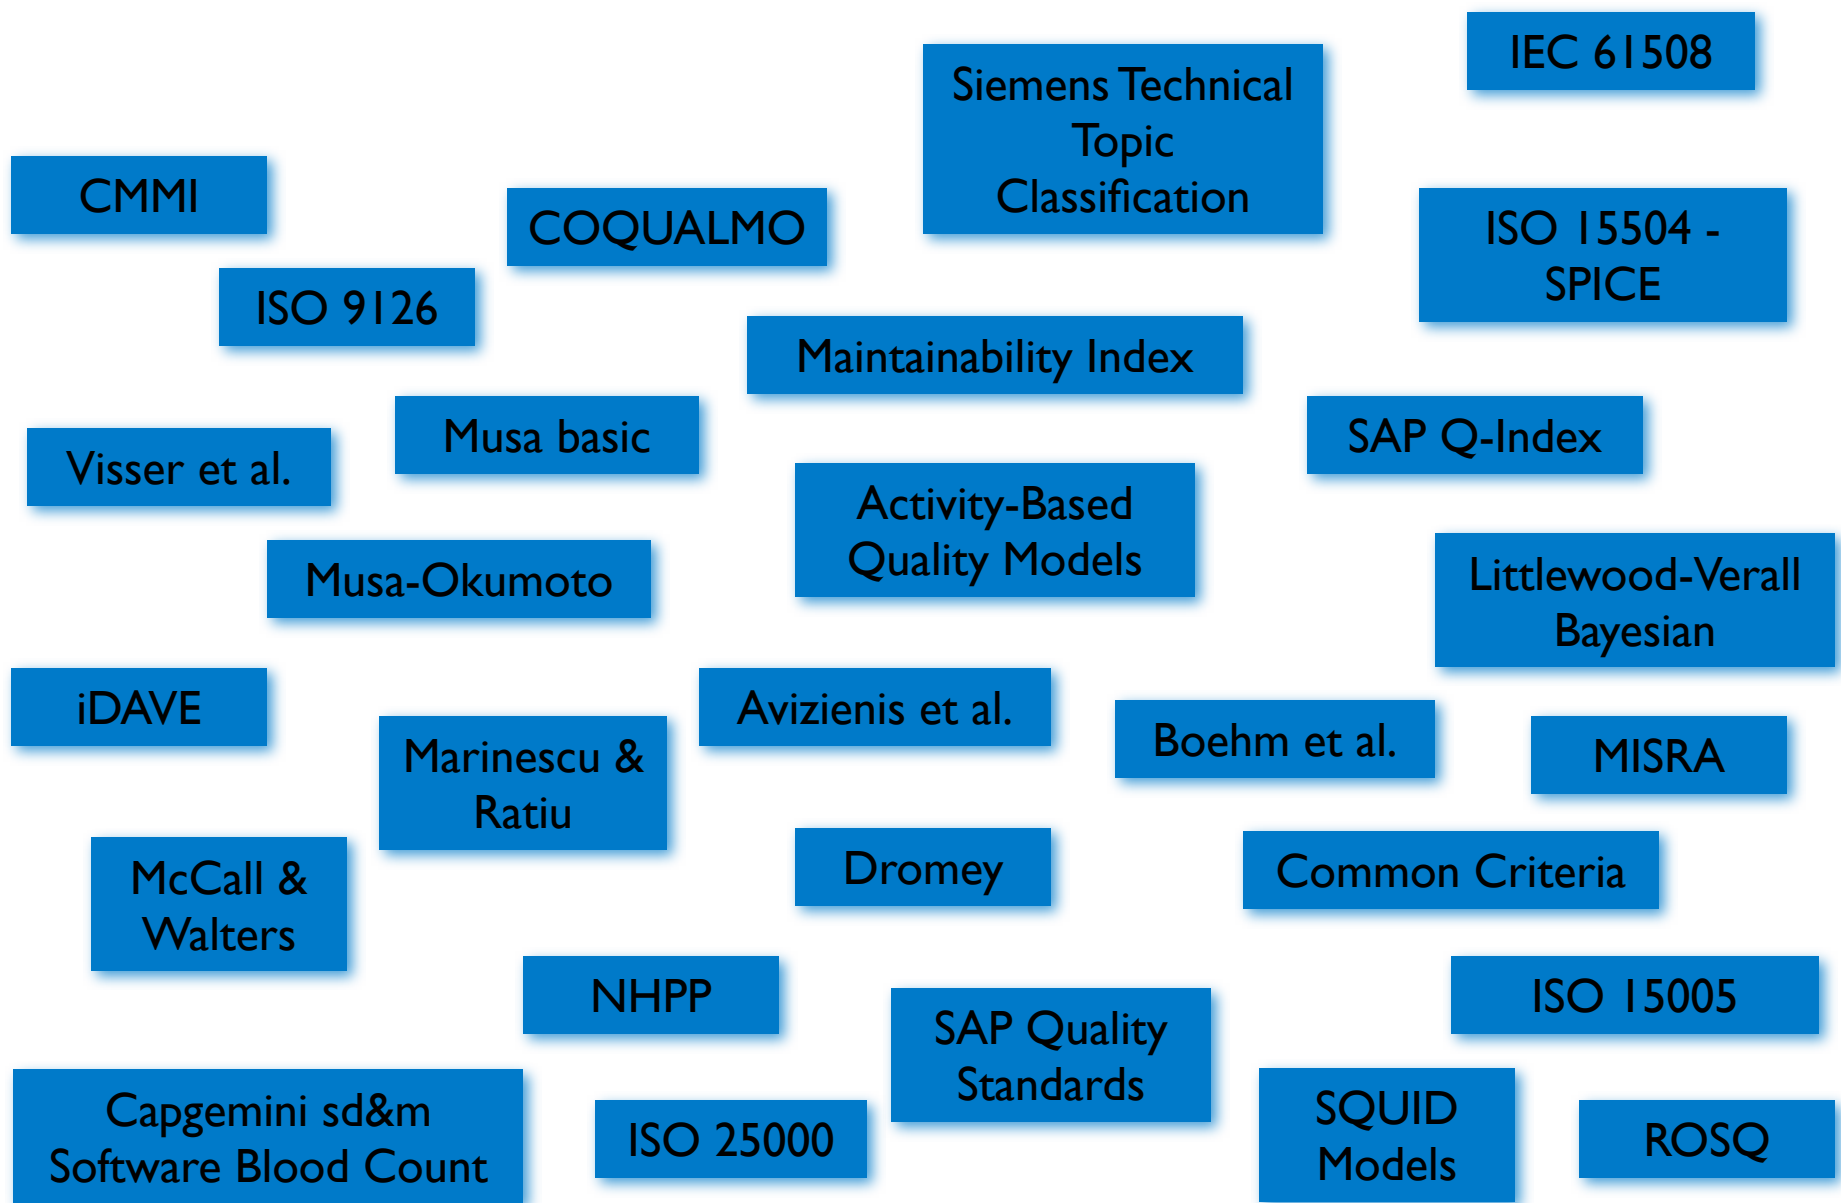 IEC 61508
Siemens Technical
Topic
Classification
CMMI
COQUALMO
ISO 15504 -
SPICE
ISO 9126
Maintainability Index
Musa basic
SAP Q-Index
Visser et al.
Activity-Based
Quality Models
Musa-Okumoto
Littlewood-Verall
Bayesian
iDAVE
Avizienis et al.
Boehm et al.
Marinescu &
Ratiu
MISRA
McCall &
Walters
Dromey
Common Criteria
NHPP
ISO 15005
SAP Quality
Standards
Capgemini sd&m
Software Blood Count
ISO 25000
SQUID
Models
ROSQ